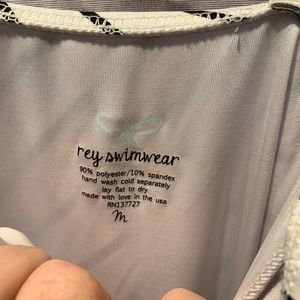 rey swimwear
90% polyester/10% spandex
hand wash cold separately
lay flat to dry
made with love in the usa
RN137727
m